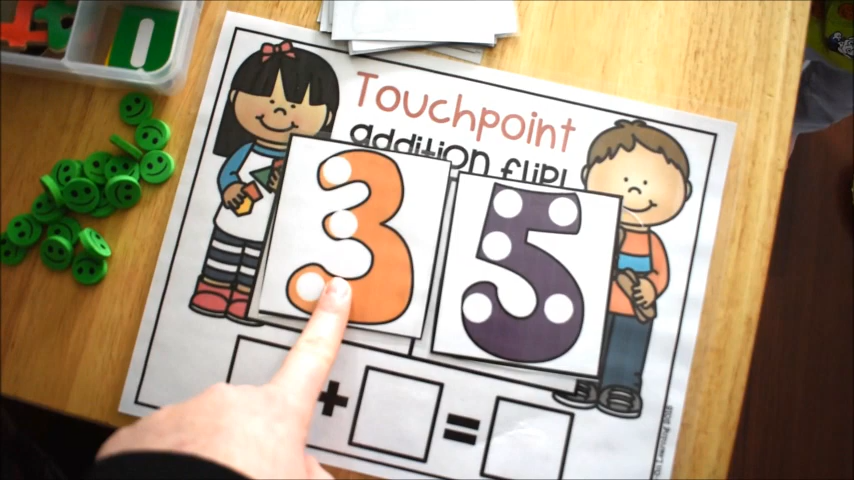 Touchpoint
addition flip!
3 5
+ =